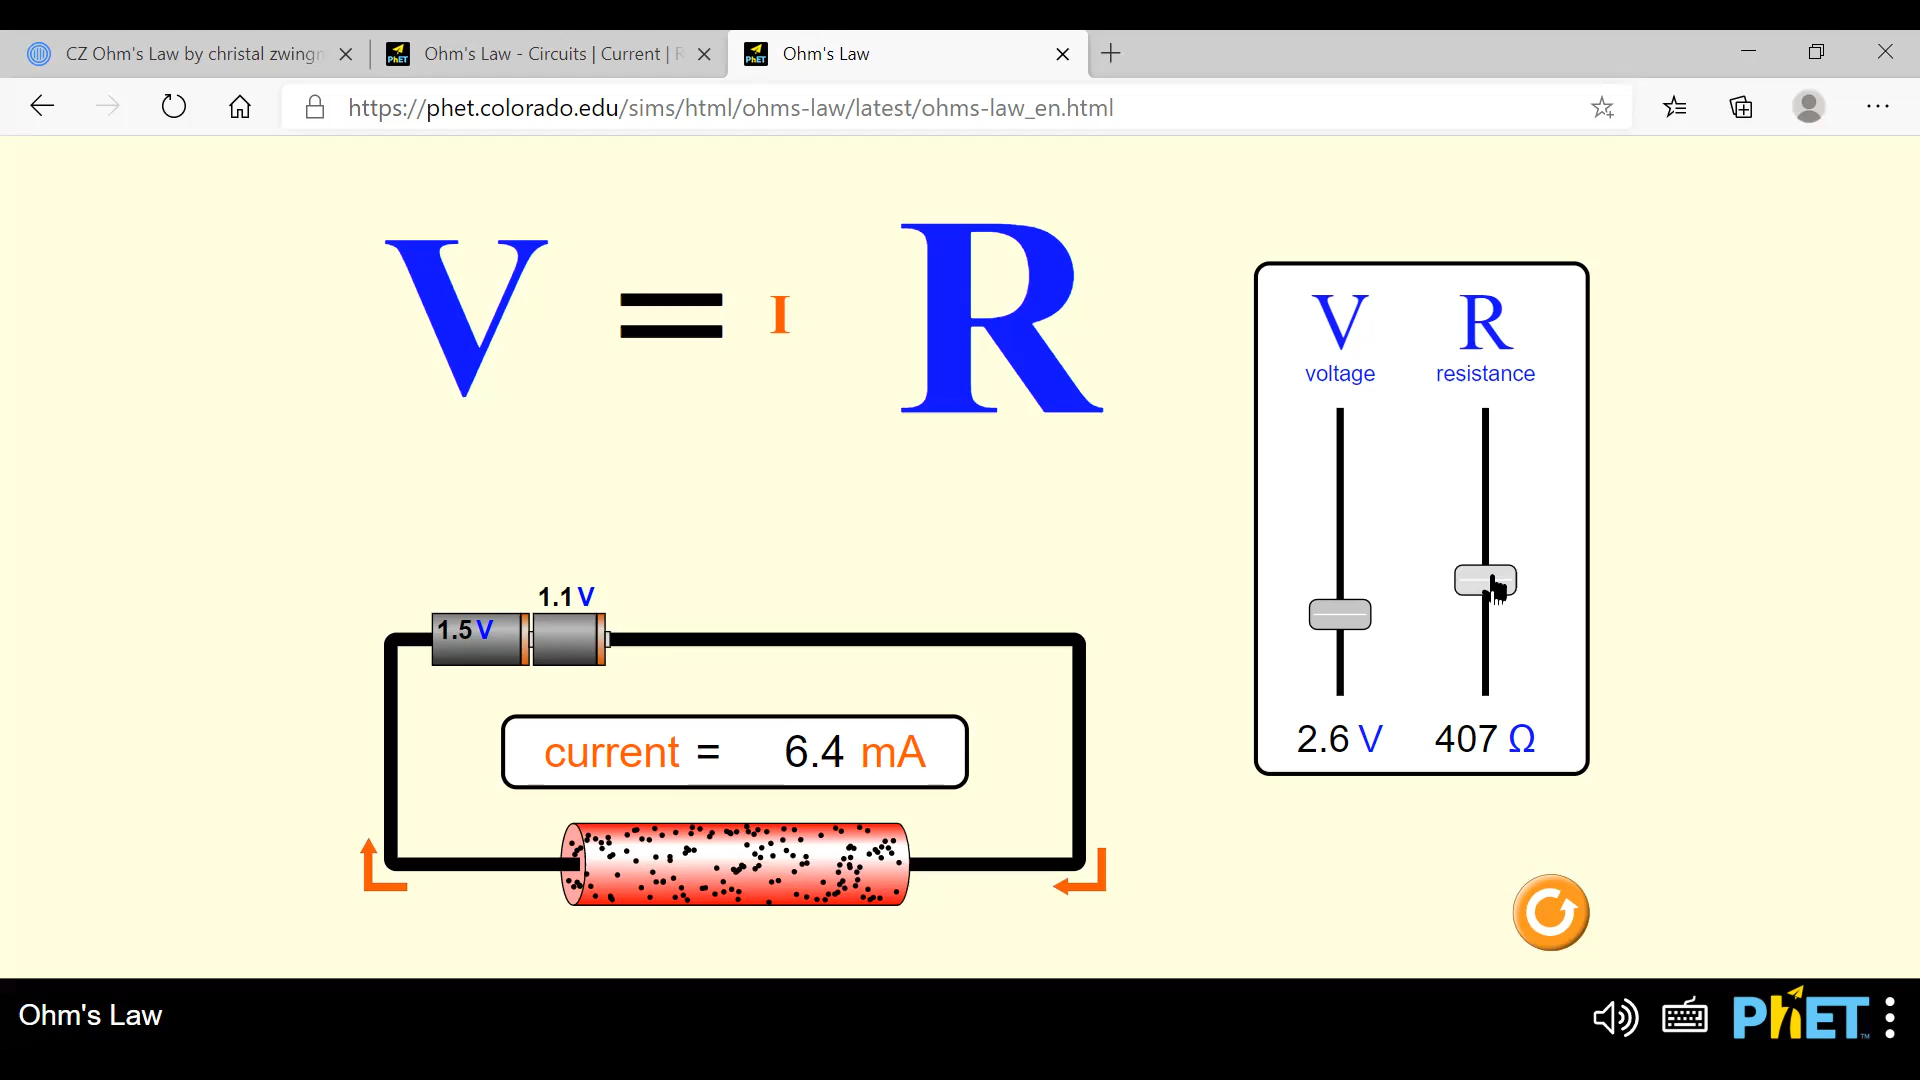 CZ Ohm's Law by christal zwingn
Ohm's Law - Circuits | Current | R
Ohm's Law
https://phet.colorado.edu/sims/html/ohms-law/latest/ohms-law_en.html
V = I R
V R
voltage resistance
1.1 V
1.5 V
2.6 V 407 Ω
current = 6.4 mA
Ohm's Law
PhET™